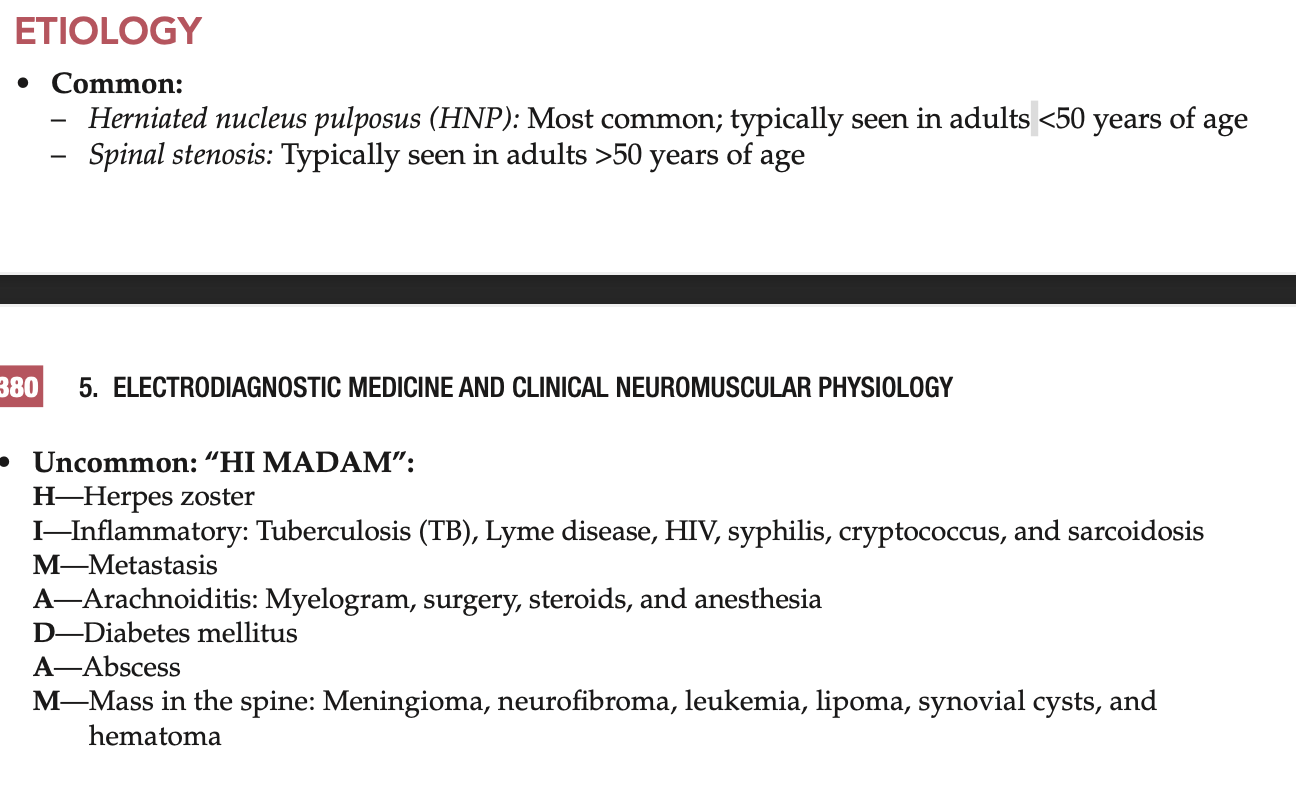 ETIOLOGY
• Common:
– Herniated nucleus pulposus (HNP): Most common; typically seen in adults <50 years of age
– Spinal stenosis: Typically seen in adults >50 years of age
380 5. ELECTRODIAGNOSTIC MEDICINE AND CLINICAL NEUROMUSCULAR PHYSIOLOGY
• Uncommon: “HI MADAM”:
H—Herpes zoster
I—Inflammatory: Tuberculosis (TB), Lyme disease, HIV, syphilis, cryptococcus, and sarcoidosis
M—Metastasis
A—Arachnoiditis: Myelogram, surgery, steroids, and anesthesia
D—Diabetes mellitus
A—Abscess
M—Mass in the spine: Meningioma, neurofibroma, leukemia, lipoma, synovial cysts, and
hematoma